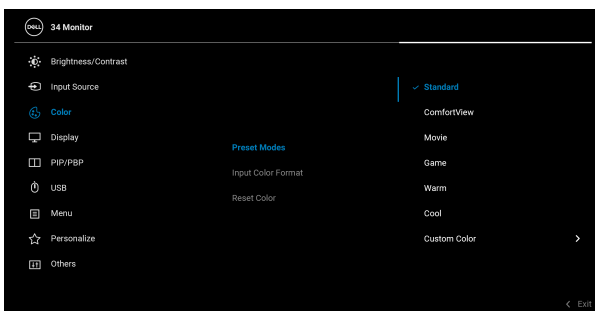 DELL 34 Monitor
Brightness/Contrast
Input Source
Color
Display
PIP/PBP
USB
Menu
Personalize
Others
Preset Modes
Input Color Format
Reset Color
Standard
ComfortView
Movie
Game
Warm
Cool
Custom Color
Exit